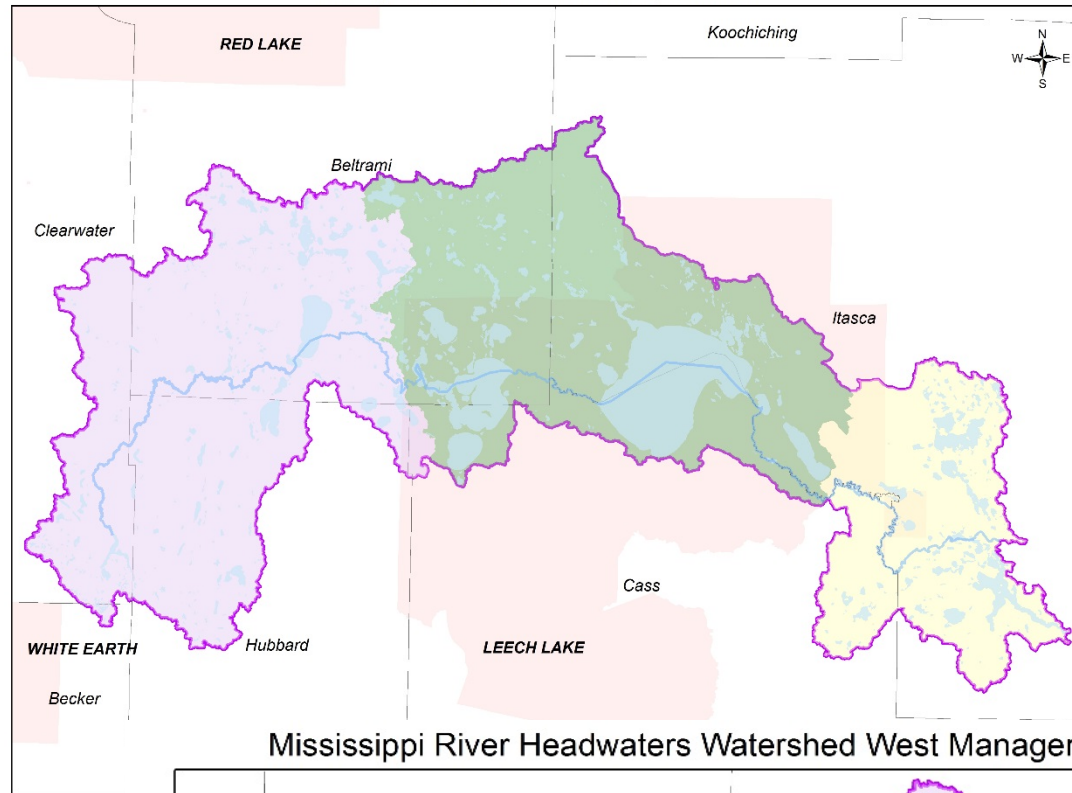 RED LAKE
Koochiching
N
W E
S
Beltrami
Clearwater
Itasca
Cass
Hubbard
WHITE EARTH
LEECH LAKE
Becker
Mississippi River Headwaters Watershed West Manager